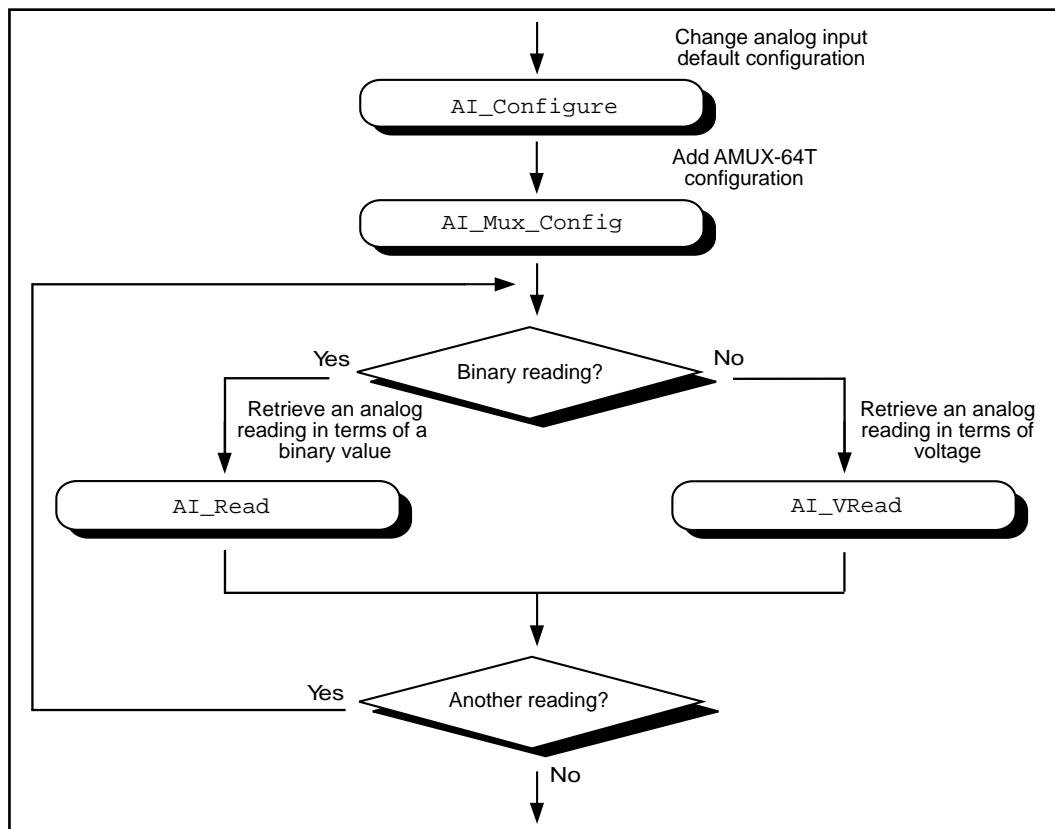 Change analog input
default configuration
AI_Configure
Add AMUX-64T
configuration
AI_Mux_Config
Yes
Binary reading?
No
Retrieve an analog
reading in terms of a
binary value
Retrieve an analog
reading in terms of
voltage
AI_Read
AI_VRead
Yes
Another reading?
No